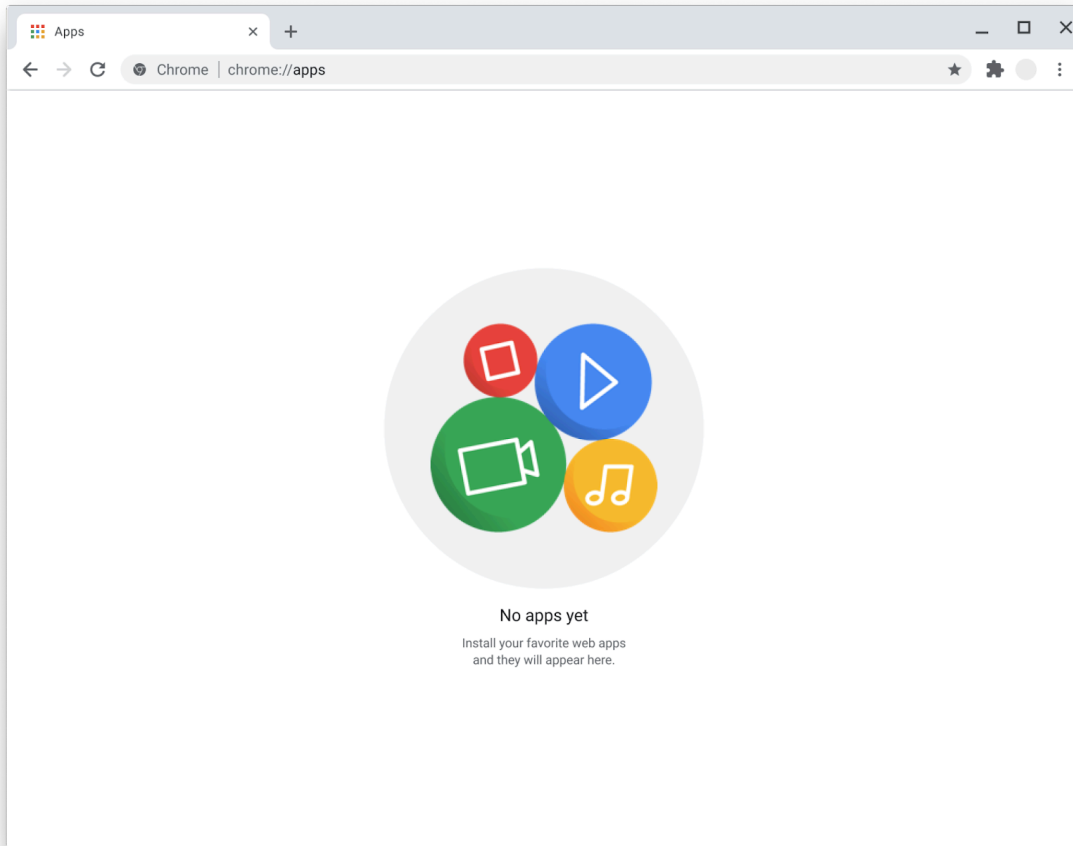 Apps
Chrome | chrome://apps
No apps yet
Install your favorite web apps
and they will appear here.